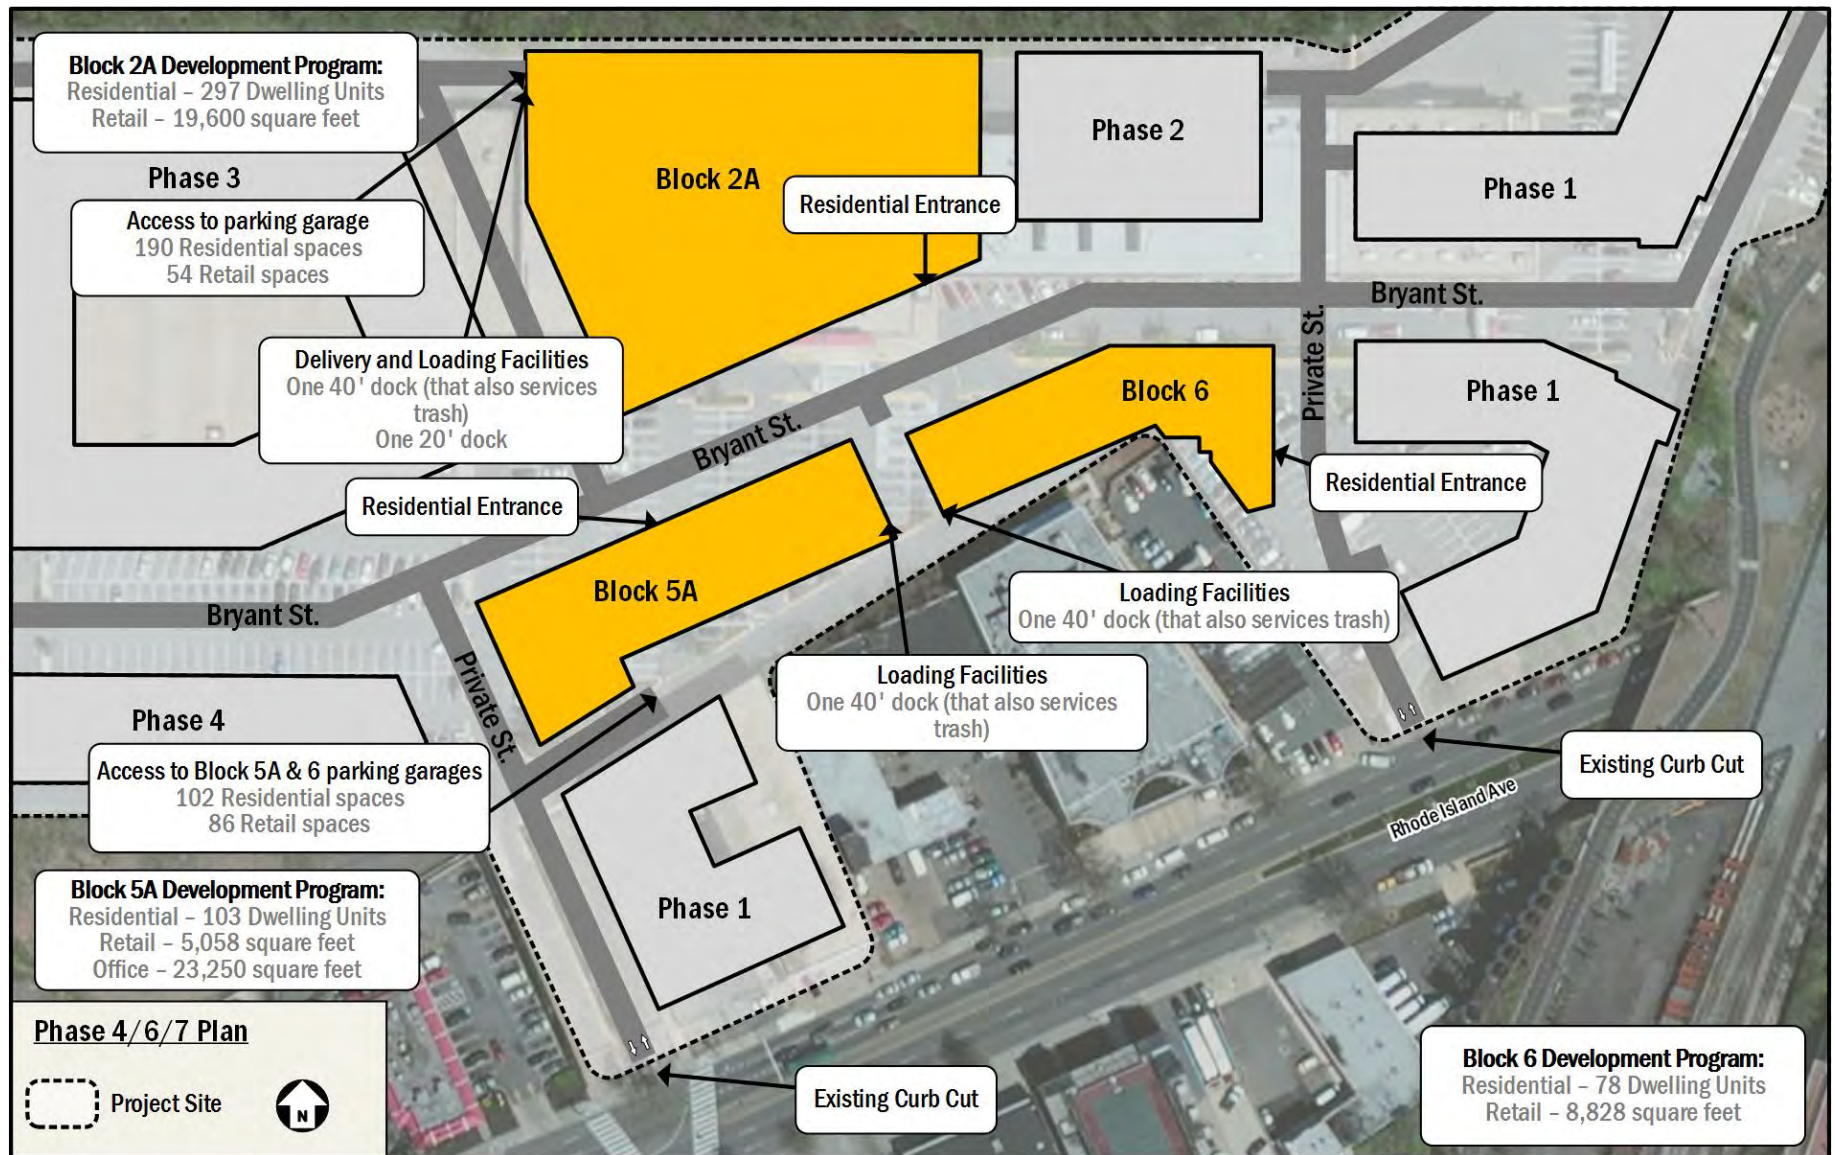 Block 2A Development Program:
Residential – 297 Dwelling Units
Retail – 19,600 square feet
Phase 3
Access to parking garage
190 Residential spaces
54 Retail spaces
Block 2A
Residential Entrance
Phase 2
Phase 1
Bryant St.
Private St.
Delivery and Loading Facilities
One 40' dock (that also services
trash)
One 20' dock
Block 6
Phase 1
Bryant St.
Residential Entrance
Residential Entrance
Block 5A
Bryant St.
Loading Facilities
One 40' dock (that also services trash)
Loading Facilities
One 40' dock (that also services
trash)
Private St.
Phase 4
Access to Block 5A & 6 parking garages
102 Residential spaces
86 Retail spaces
Existing Curb Cut
Rhode Island Ave
Block 5A Development Program:
Residential – 103 Dwelling Units
Retail – 5,058 square feet
Office – 23,250 square feet
Phase 1
Phase 4/6/7 Plan
Project Site
N
Existing Curb Cut
Block 6 Development Program:
Residential – 78 Dwelling Units
Retail – 8,828 square feet